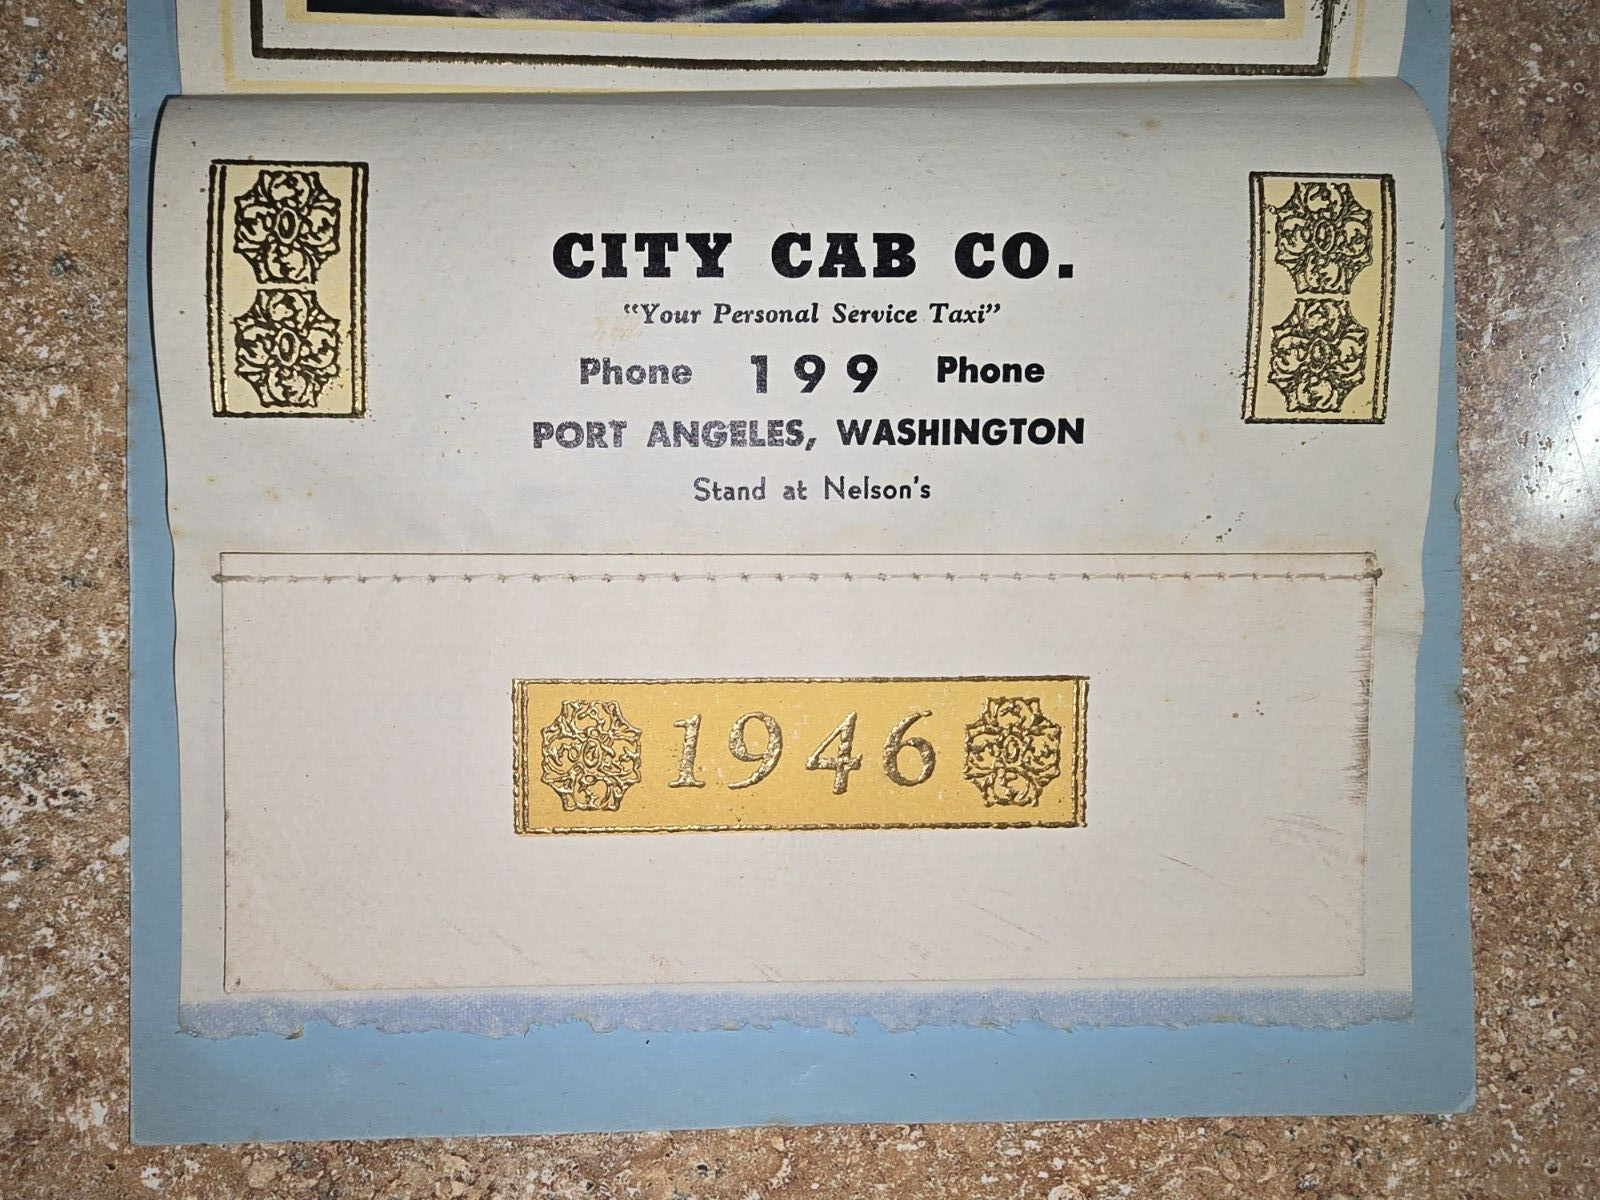 CITY CAB CO.
“Your Personal Service Taxi”
Phone 199 Phone
PORT ANGELES, WASHINGTON
Stand at Nelson's
1946